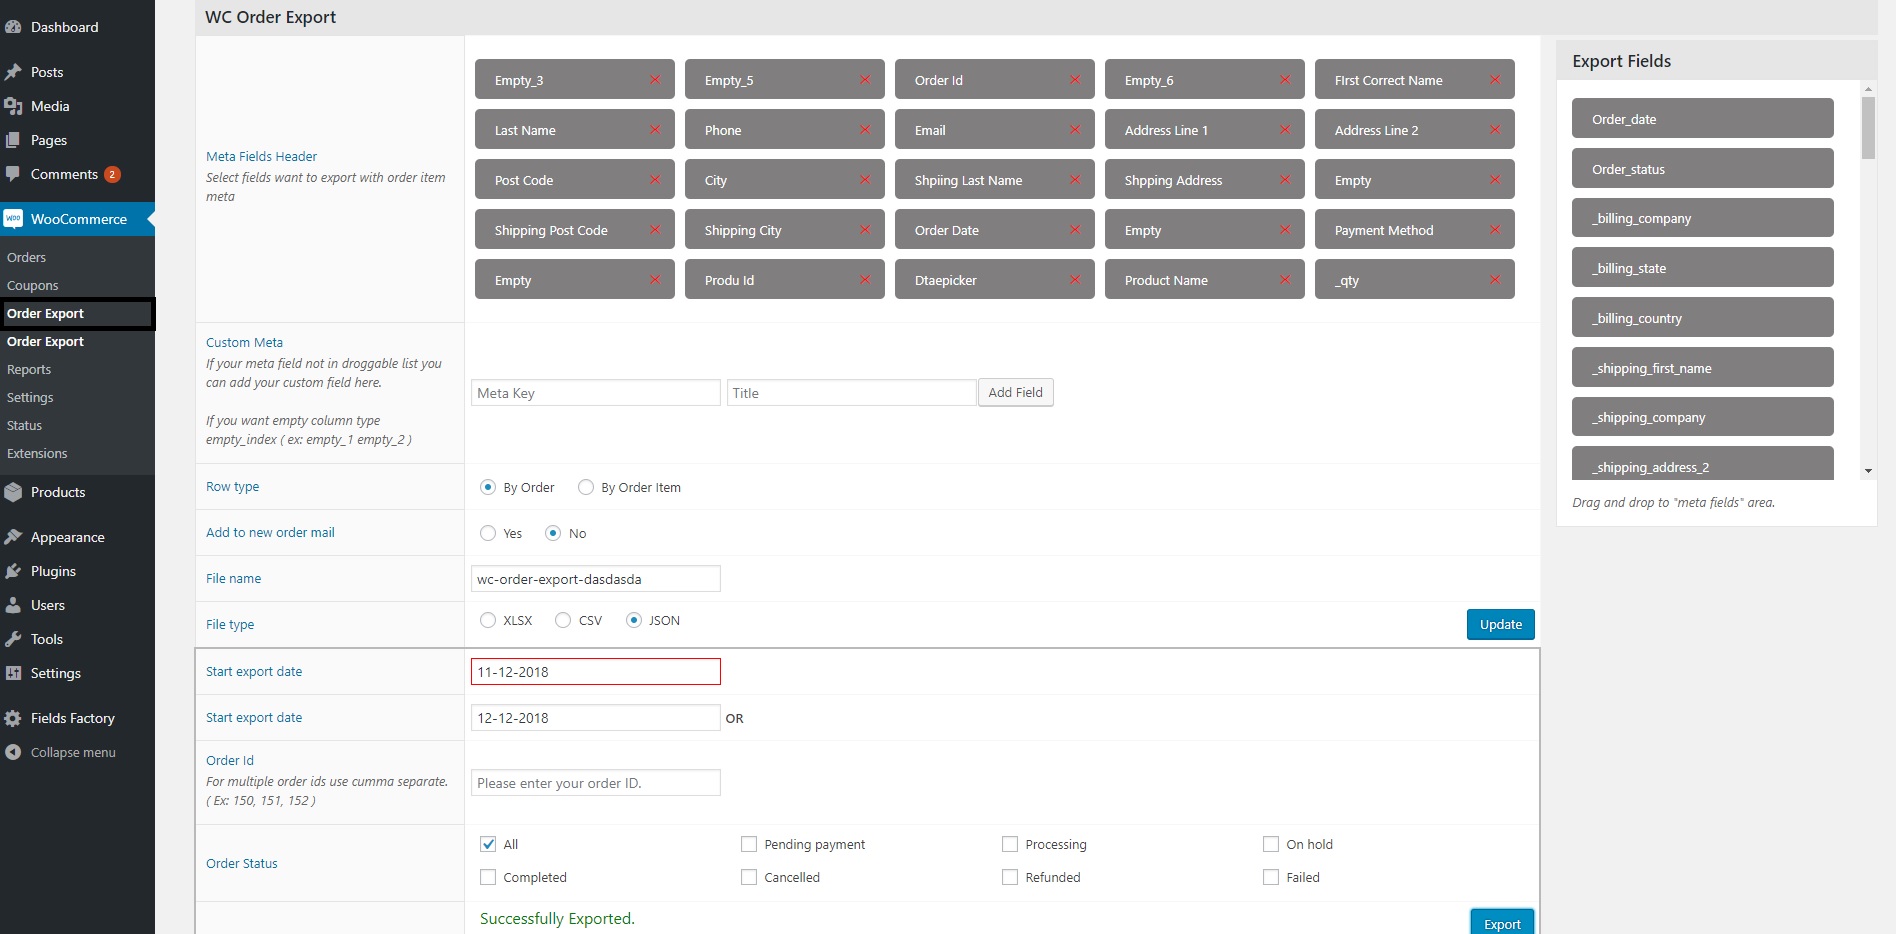 Dashboard
Posts
Media
Pages
Comments 2
Woo WooCommerce
Orders
Coupons
Order Export
Order Export
Reports
Settings
Status
Extensions
Products
Appearance
Plugins
Users
Tools
Settings
Fields Factory
Collapse menu
WC Order Export
Meta Fields Header
Select fields want to export with order item
meta
Empty_3 Empty_5 Order Id Empty_6 FIrst Correct Name
Last Name Phone Email Address Line 1 Address Line 2
Post Code City Shpiing Last Name Shpping Address Empty
Shipping Post Code Shipping City Order Date Empty Payment Method
Empty Produ Id Dtaepicker Product Name _qty
Custom Meta
If your meta field not in droggable list you
can add your custom field here.
If you want empty column type
empty_index ( ex: empty_1 empty_2 )
Meta Key Title Add Field
Row type By Order By Order Item
Add to new order mail Yes No
File name wc-order-export-dasdasda
File type XLSX CSV JSON Update
Start export date 11-12-2018
Start export date 12-12-2018 OR
Order Id
For multiple order ids use cumma separate.
( Ex: 150, 151, 152 )
Please enter your order ID.
Order Status
All Pending payment Processing On hold
Completed Cancelled Refunded Failed
Successfully Exported. Export
Export Fields
Order_date
Order_status
_billing_company
_billing_state
_billing_country
_shipping_first_name
_shipping_company
_shipping_address_2
Drag and drop to "meta fields" area.